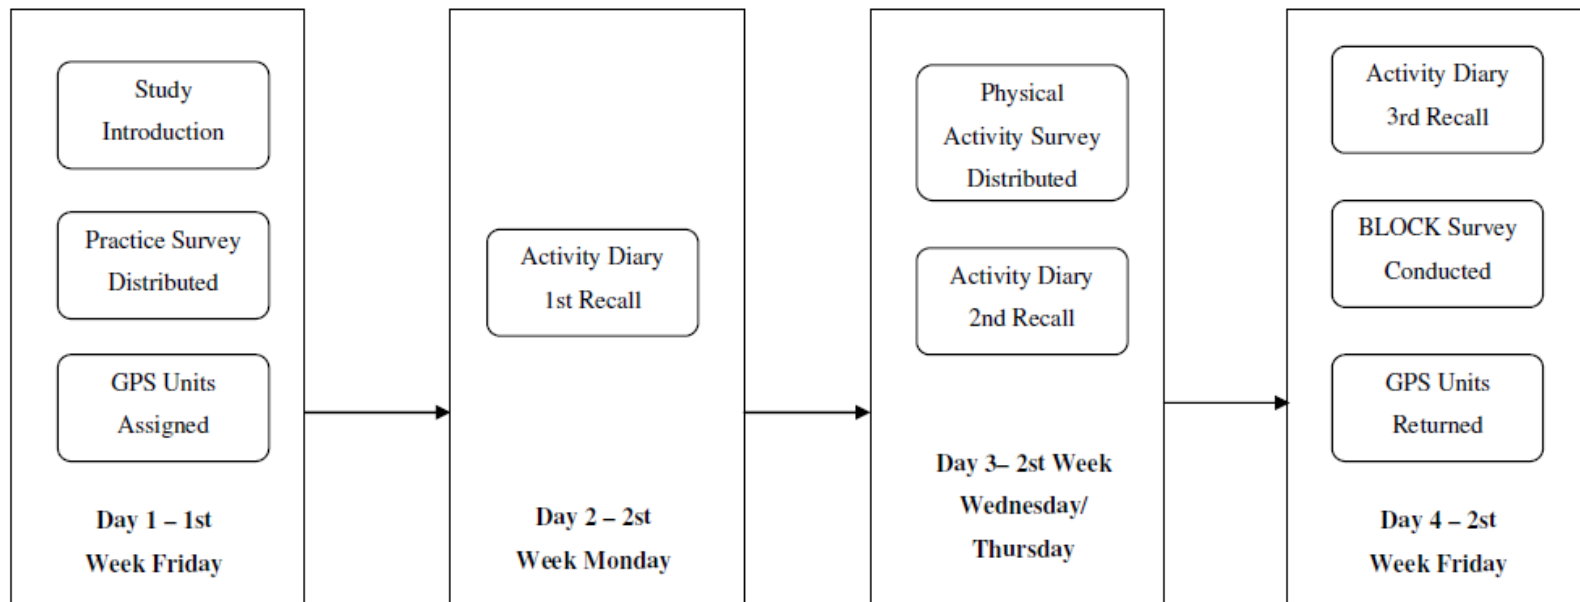 Study
Introduction
Practice Survey
Distributed
GPS Units
Assigned
Day 1 – 1st
Week Friday
Activity Diary
1st Recall
Day 2 – 2st
Week Monday
Physical
Activity Survey
Distributed
Activity Diary
2nd Recall
Day 3– 2st Week
Wednesday/
Thursday
Activity Diary
3rd Recall
BLOCK Survey
Conducted
GPS Units
Returned
Day 4 – 2st
Week Friday